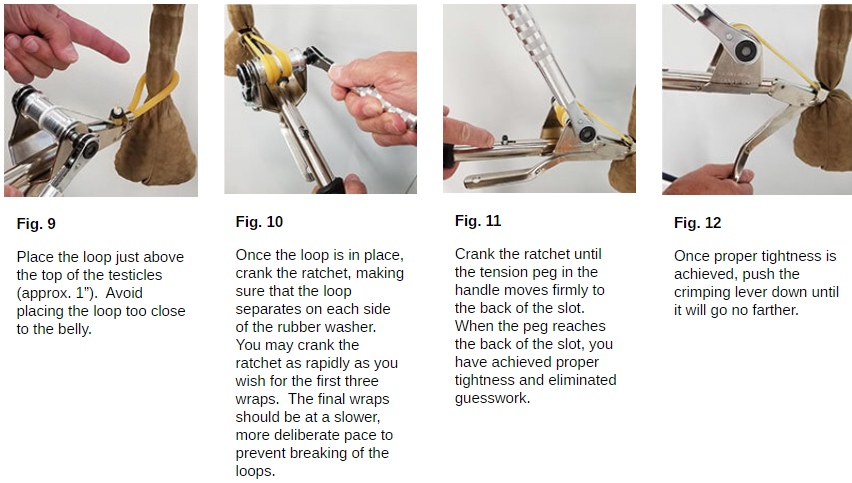 Fig. 9
Place the loop just above
the top of the testicles
(approx. 1”).  Avoid
placing the loop too close
to the belly.
Fig. 10
Once the loop is in place,
crank the ratchet, making
sure that the loop
separates on each side
of the rubber washer.
You may crank the
ratchet as rapidly as you
wish for the first three
wraps.  The final wraps
should be at a slower,
more deliberate pace to
prevent breaking of the
loops.
Fig. 11
Crank the ratchet until
the tension peg in the
handle moves firmly to
the back of the slot.
When the peg reaches
the back of the slot, you
have achieved proper
tightness and eliminated
guesswork.
Fig. 12
Once proper tightness is
achieved, push the
crimping lever down until
it will go no farther.